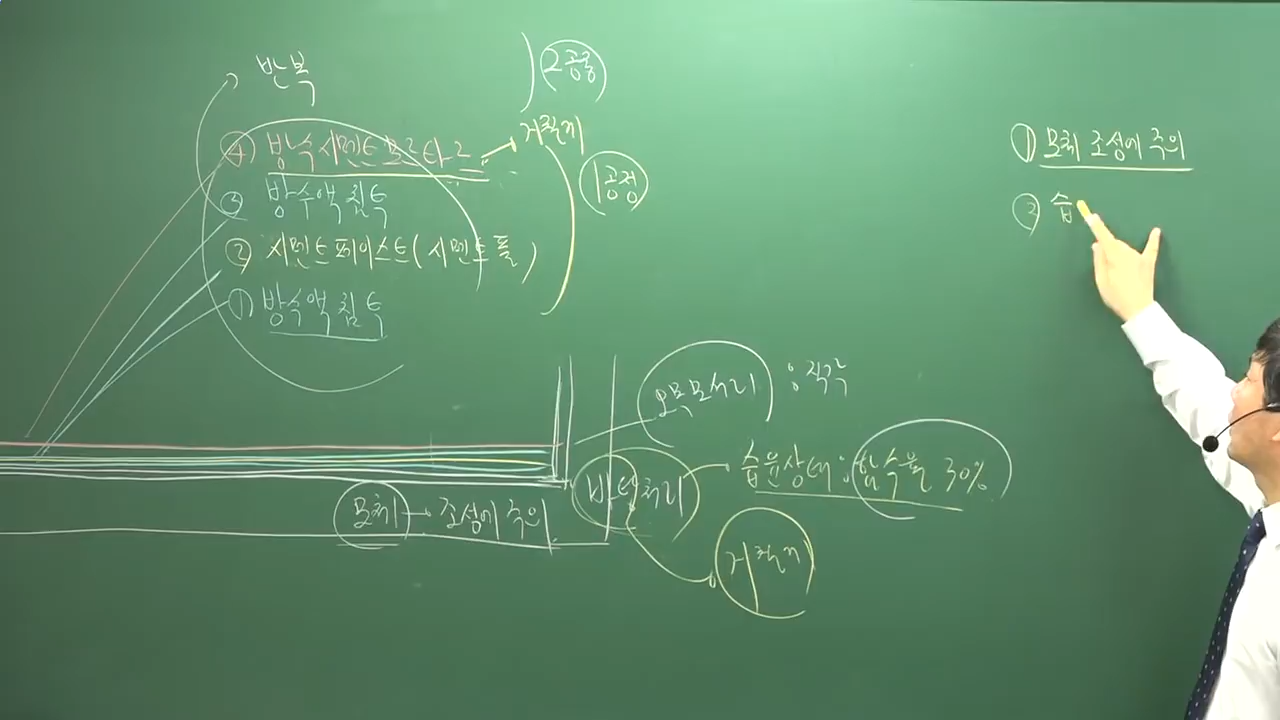 반복
2공정
④ 방수시멘트 모르타르 → 거칠게
③ 방수액 침투
② 시멘트 페이스트 (시멘트 풀)
① 방수액 침투
1공정
① 모체 조성에 주의
② 습
오목모서리 : 직각
바탕처리
습윤상태 : 함수율 30%
모체 → 조성에 주의
거칠게